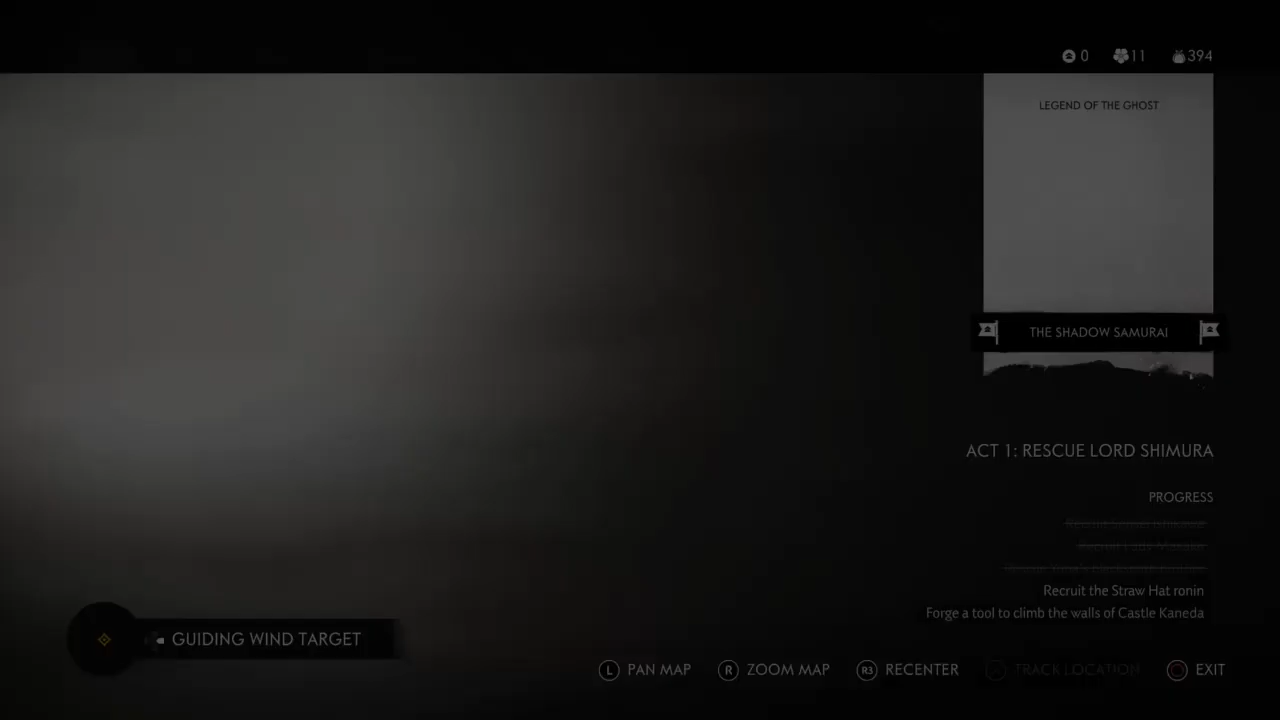 0 11 394
LEGEND OF THE GHOST
THE SHADOW SAMURAI
ACT 1: RESCUE LORD SHIMURA
PROGRESS
Recruit the Straw Hat ronin
Forge a tool to climb the walls of Castle Kaneda
GUIDING WIND TARGET
L PAN MAP R ZOOM MAP R3 RECENTER TRACK LOCATION EXIT